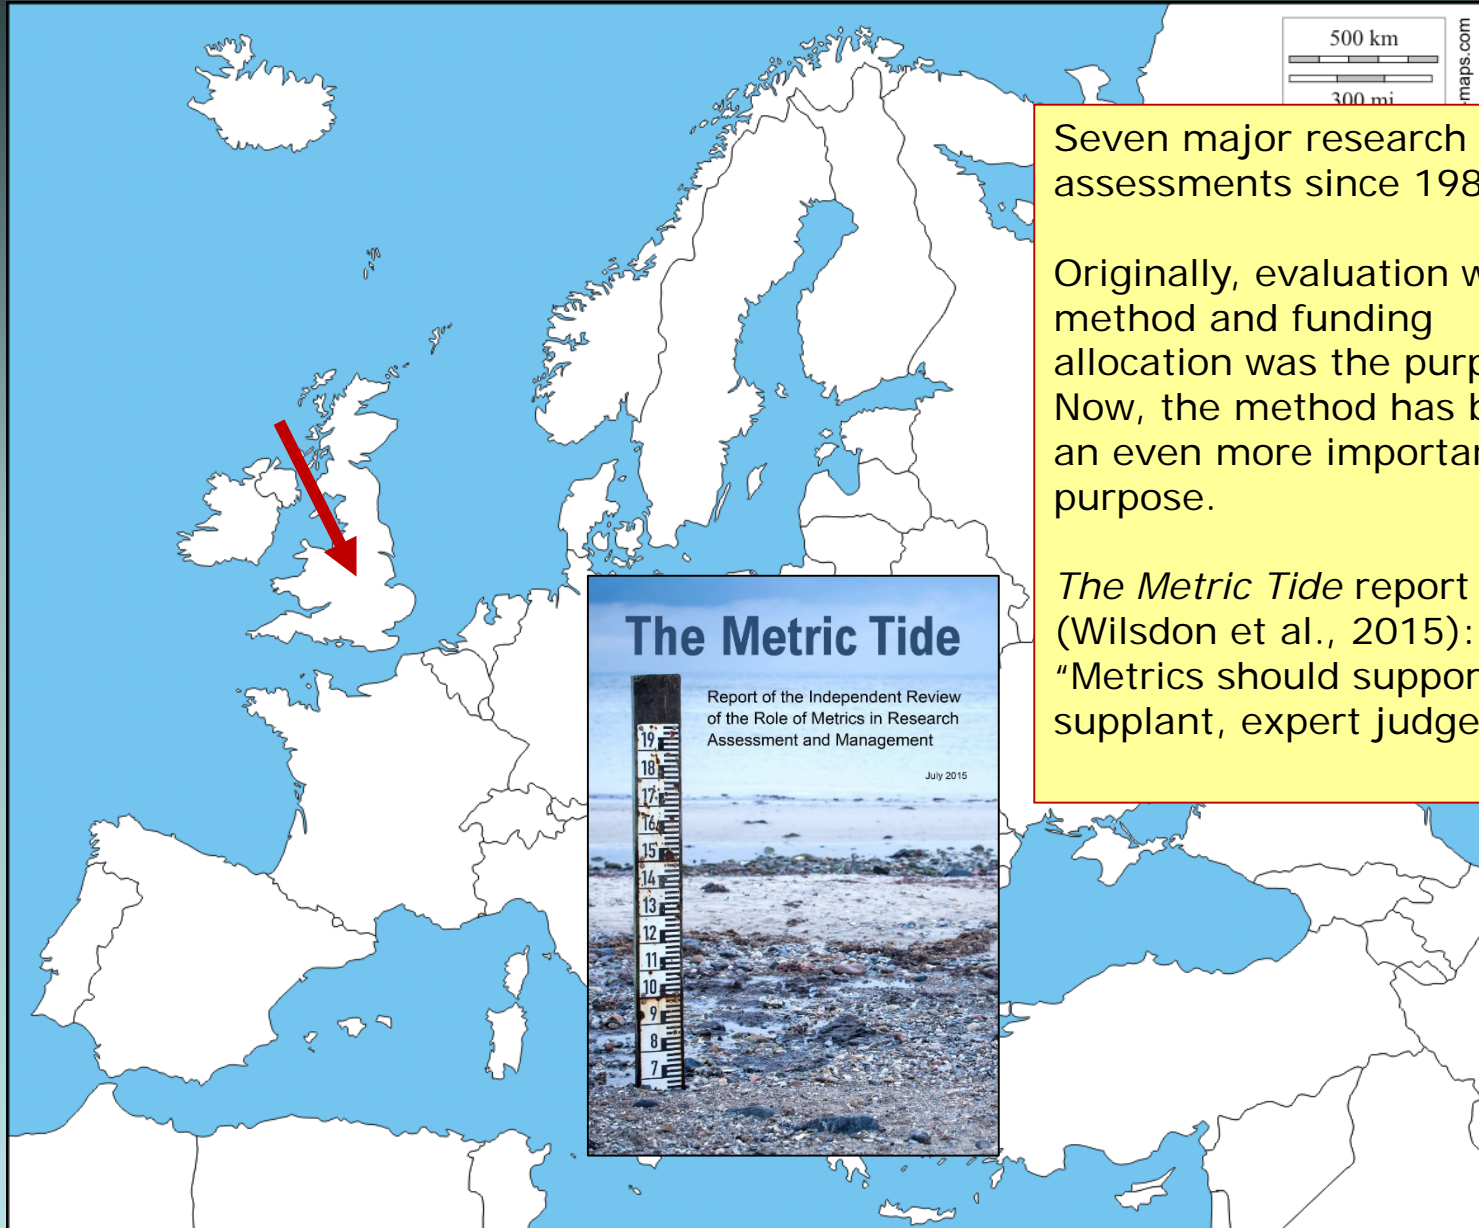 500 km
300 mi
-maps.com
Seven major research
assessments since 198
Originally, evaluation w
method and funding
allocation was the purp
Now, the method has b
an even more importan
purpose.
The Metric Tide report
(Wilsdon et al., 2015):
“Metrics should suppor
supplant, expert judge
The Metric Tide
Report of the Independent Review
of the Role of Metrics in Research
Assessment and Management
July 2015
19
18
17
16
15
14
13
12
11
10
9
8
7